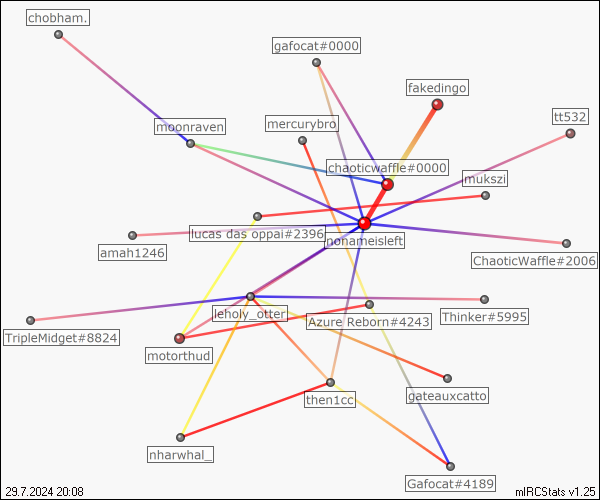 chobham.
gafocat#0000
fakedingo
tt532
mercurybro
moonraven
chaoticwaffle#0000
mukszi
lucas das oppai#2396
nonameisleft
amah1246
ChaoticWaffle#2006
leholy_otter
Azure Reborn#4243
Thinker#5995
TripleMidget#8824
motorthud
then1cc
gateauxcatto
nharwhal_
Gafocat#4189
29.7.2024 20:08
mIRCStats v1.25